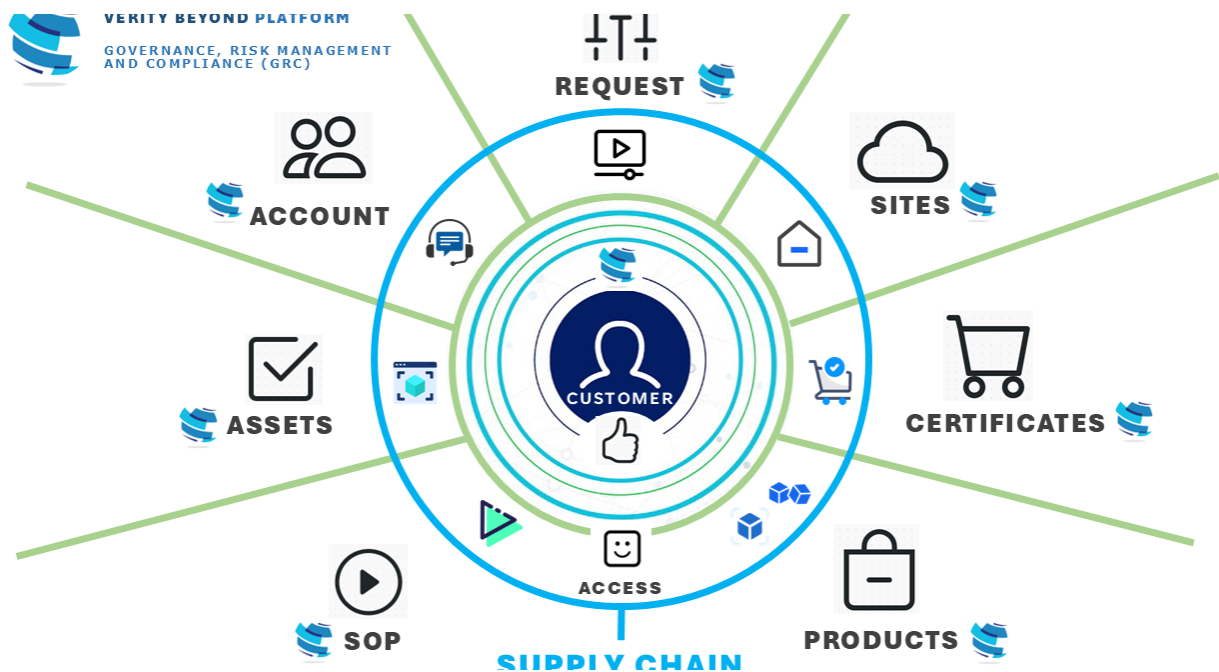 VERITY BEYOND PLATFORM
GOVERNANCE, RISK MANAGEMENT
AND COMPLIANCE (GRC)
REQUEST
ACCOUNT
SITES
CUSTOMER
ASSETS
CERTIFICATES
ACCESS
SOP
PRODUCTS
SUPPLY CHAIN